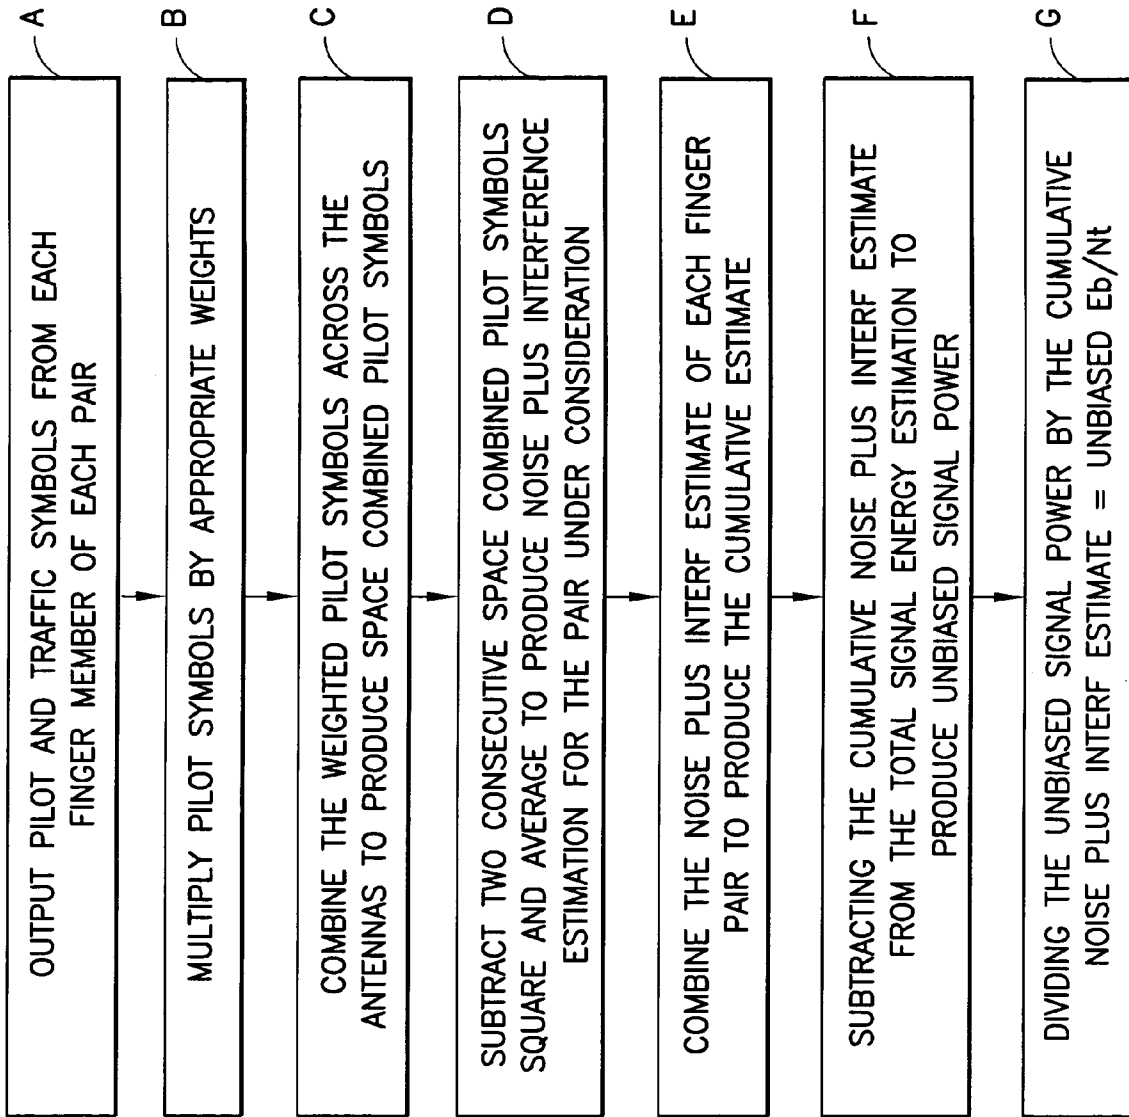 A
OUTPUT PILOT AND TRAFFIC SYMBOLS FROM EACH
FINGER MEMBER OF EACH PAIR
B
MULTIPLY PILOT SYMBOLS BY APPROPRIATE WEIGHTS
C
COMBINE THE WEIGHTED PILOT SYMBOLS ACROSS THE
ANTENNAS TO PRODUCE SPACE COMBINED PILOT SYMBOLS
D
SUBTRACT TWO CONSECUTIVE SPACE COMBINED PILOT SYMBOLS
SQUARE AND AVERAGE TO PRODUCE NOISE PLUS INTERFERENCE
ESTIMATION FOR THE PAIR UNDER CONSIDERATION
E
COMBINE THE NOISE PLUS INTERF ESTIMATE OF EACH FINGER
PAIR TO PRODUCE THE CUMULATIVE ESTIMATE
F
SUBTRACTING THE CUMULATIVE NOISE PLUS INTERF ESTIMATE
FROM THE TOTAL SIGNAL ENERGY ESTIMATION TO
PRODUCE UNBIASED SIGNAL POWER
G
DIVIDING THE UNBIASED SIGNAL POWER BY THE CUMULATIVE
NOISE PLUS INTERF ESTIMATE = UNBIASED Eb/Nt